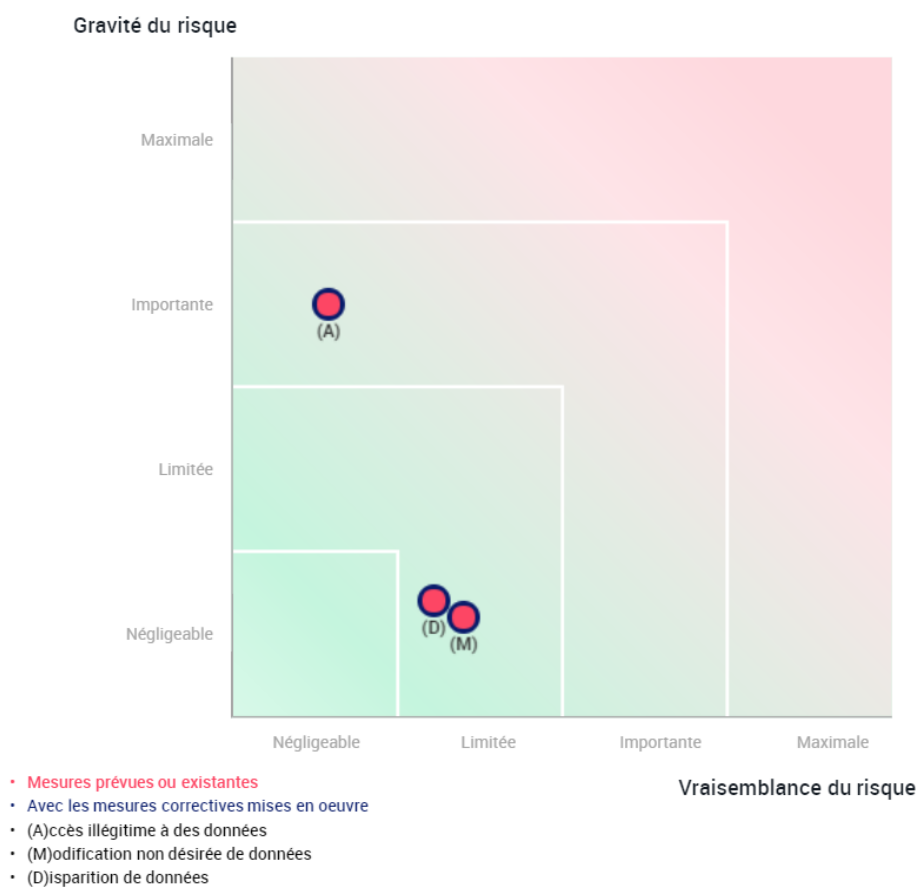 Gravité du risque
Maximale
Importante
(A)
Limitée
(D)
(M)
Négligeable
Négligeable Limitée Importante Maximale
Vraisemblance du risque
• Mesures prévues ou existantes
• Avec les mesures correctives mises en oeuvre
• (A)ccès illégitime à des données
• (M)odification non désirée de données
• (D)isparition de données